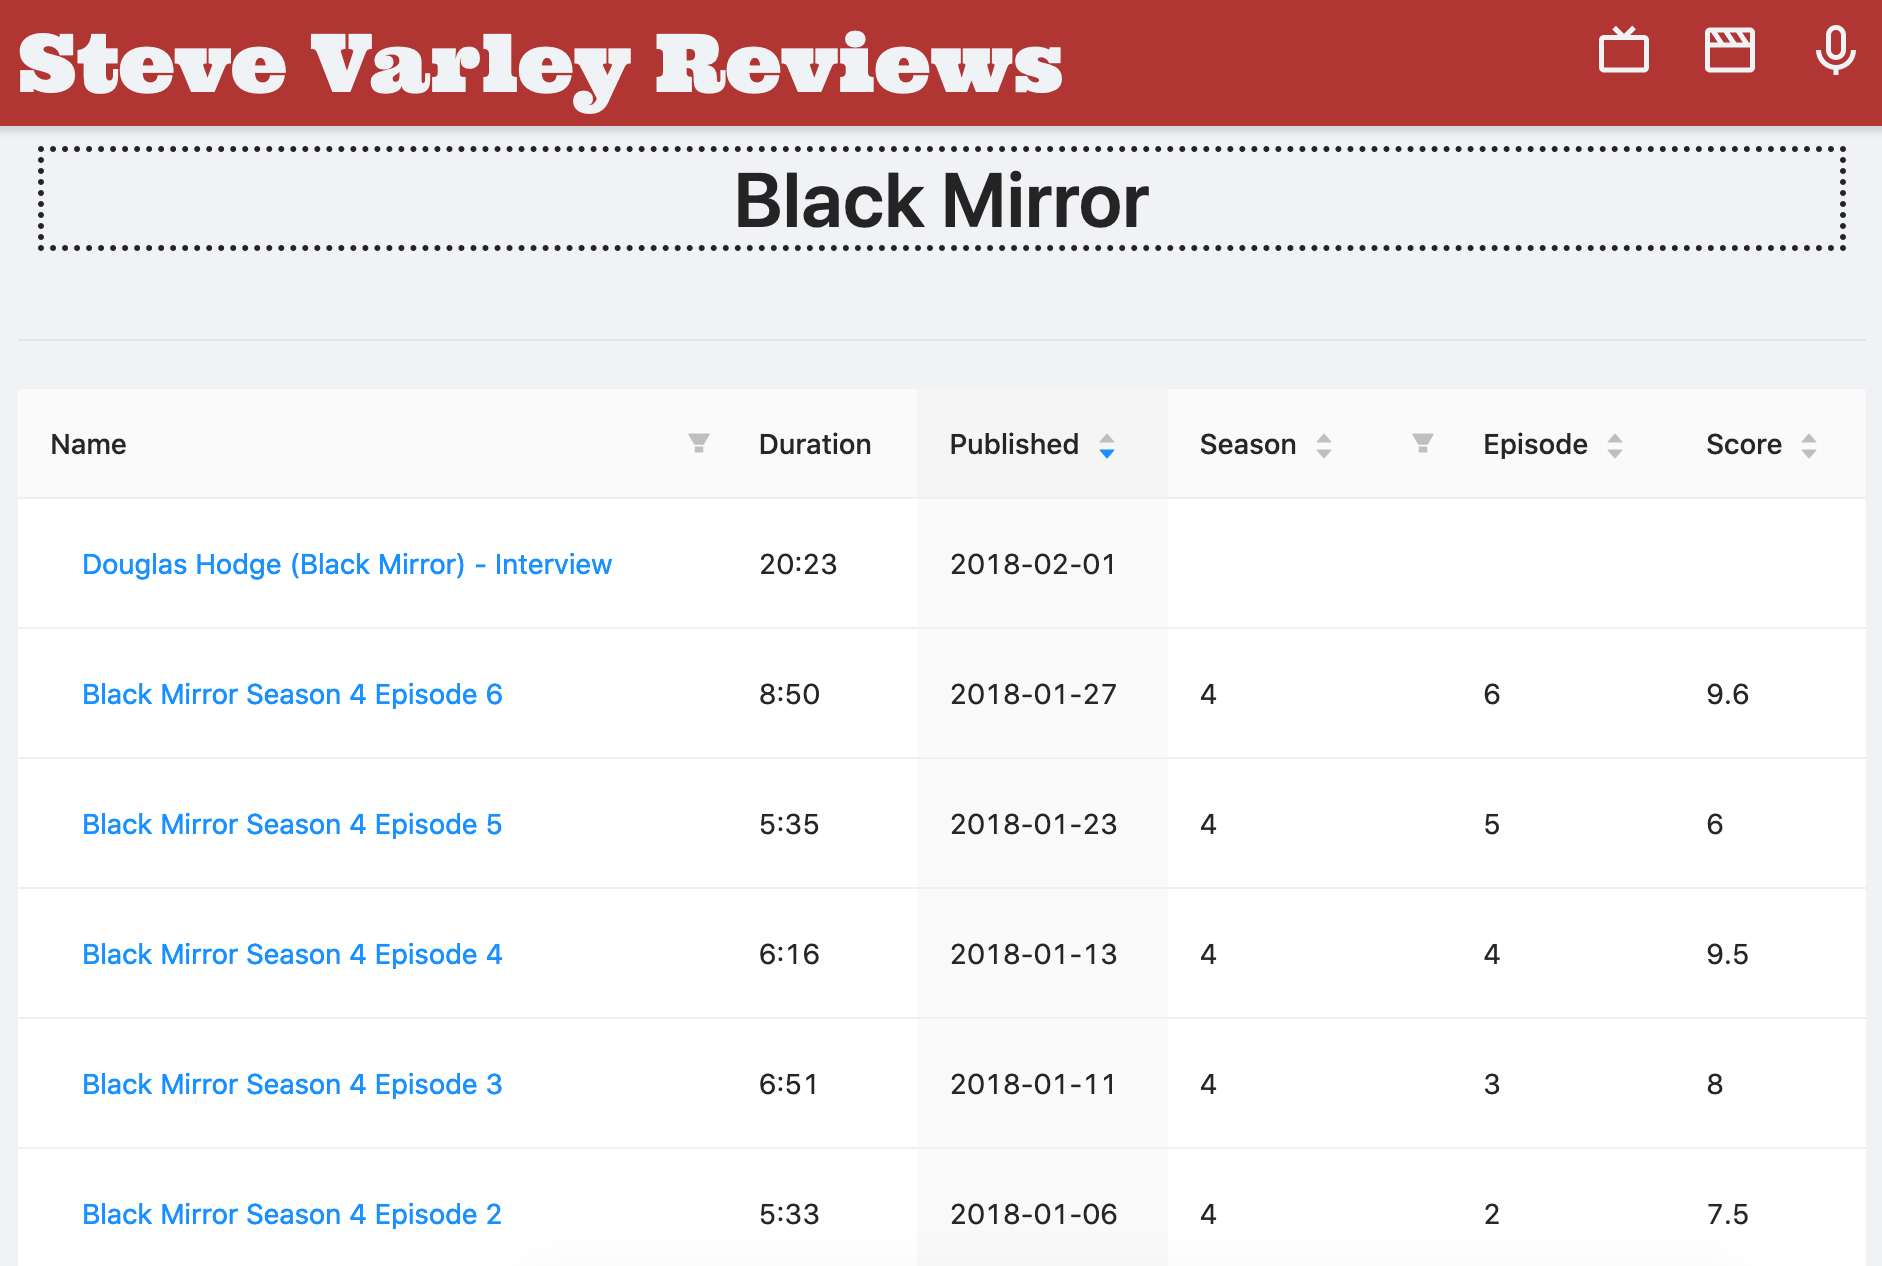 Steve Varley Reviews
Black Mirror
Name Duration Published Season Episode Score
Douglas Hodge (Black Mirror) - Interview 20:23 2018-02-01
Black Mirror Season 4 Episode 6 8:50 2018-01-27 4 6 9.6
Black Mirror Season 4 Episode 5 5:35 2018-01-23 4 5 6
Black Mirror Season 4 Episode 4 6:16 2018-01-13 4 4 9.5
Black Mirror Season 4 Episode 3 6:51 2018-01-11 4 3 8
Black Mirror Season 4 Episode 2 5:33 2018-01-06 4 2 7.5